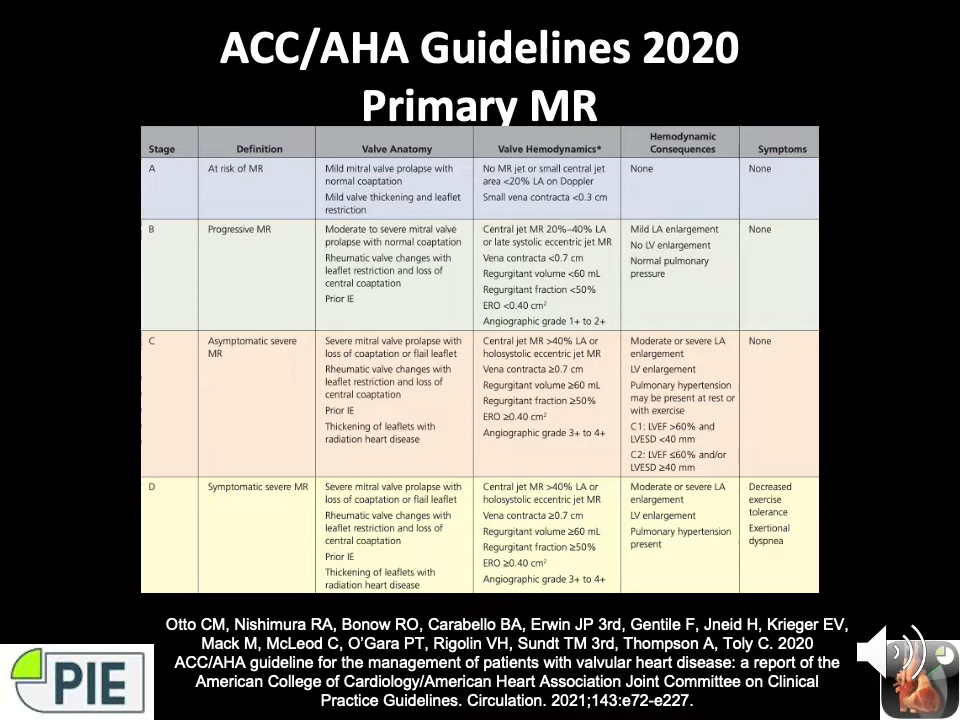 ACC/AHA Guidelines 2020
Primary MR
Stage
Definition
Valve Anatomy
Valve Hemodynamics*
Hemodynamic
Consequences
Symptoms
A
At risk of MR
Mild mitral valve prolapse with
normal coaptation
Mild valve thickening and leaflet
restriction
No MR jet or small central jet
area <20% LA on Doppler
Small vena contracta <0.3 cm
None
None
B
Progressive MR
Moderate to severe mitral valve
prolapse with normal coaptation
Rheumatic valve changes with
leaflet restriction and loss of
central coaptation
Prior IE
Central jet MR 20%–40% LA
or late systolic eccentric jet MR
Vena contracta <0.7 cm
Regurgitant volume <60 mL
Regurgitant fraction <50%
ERO <0.40 cm²
Angiographic grade 1+ to 2+
Mild LA enlargement
No LV enlargement
Normal pulmonary
pressure
None
C
Asymptomatic severe
MR
Severe mitral valve prolapse with
loss of coaptation or flail leaflet
Rheumatic valve changes with
leaflet restriction and loss of
central coaptation
Prior IE
Thickening of leaflets with
radiation heart disease
Central jet MR >40% LA or
holosystolic eccentric jet MR
Vena contracta ≥0.7 cm
Regurgitant volume ≥60 mL
Regurgitant fraction ≥50%
ERO ≥0.40 cm²
Angiographic grade 3+ to 4+
Moderate or severe LA
enlargement
LV enlargement
Pulmonary hypertension
may be present at rest or
with exercise
C1: LVEF >60% and
LVESD <40 mm
C2: LVEF ≤60% and/or
LVESD ≥40 mm
None
D
Symptomatic severe MR
Severe mitral valve prolapse with
loss of coaptation or flail leaflet
Rheumatic valve changes with
leaflet restriction and loss of
central coaptation
Prior IE
Thickening of leaflets with
radiation heart disease
Central jet MR >40% LA or
holosystolic eccentric jet MR
Vena contracta ≥0.7 cm
Regurgitant volume ≥60 mL
Regurgitant fraction ≥50%
ERO ≥0.40 cm²
Angiographic grade 3+ to 4+
Moderate or severe LA
enlargement
LV enlargement
Pulmonary hypertension
present
Decreased
exercise
tolerance
Exertional
dyspnea
Otto CM, Nishimura RA, Bonow RO, Carabello BA, Erwin JP 3rd, Gentile F, Jneid H, Krieger EV,
Mack M, McLeod C, O'Gara PT, Rigolin VH, Sundt TM 3rd, Thompson A, Toly C. 2020
ACC/AHA guideline for the management of patients with valvular heart disease: a report of the
American College of Cardiology/American Heart Association Joint Committee on Clinical
Practice Guidelines. Circulation. 2021;143:e72-e227.
PIE